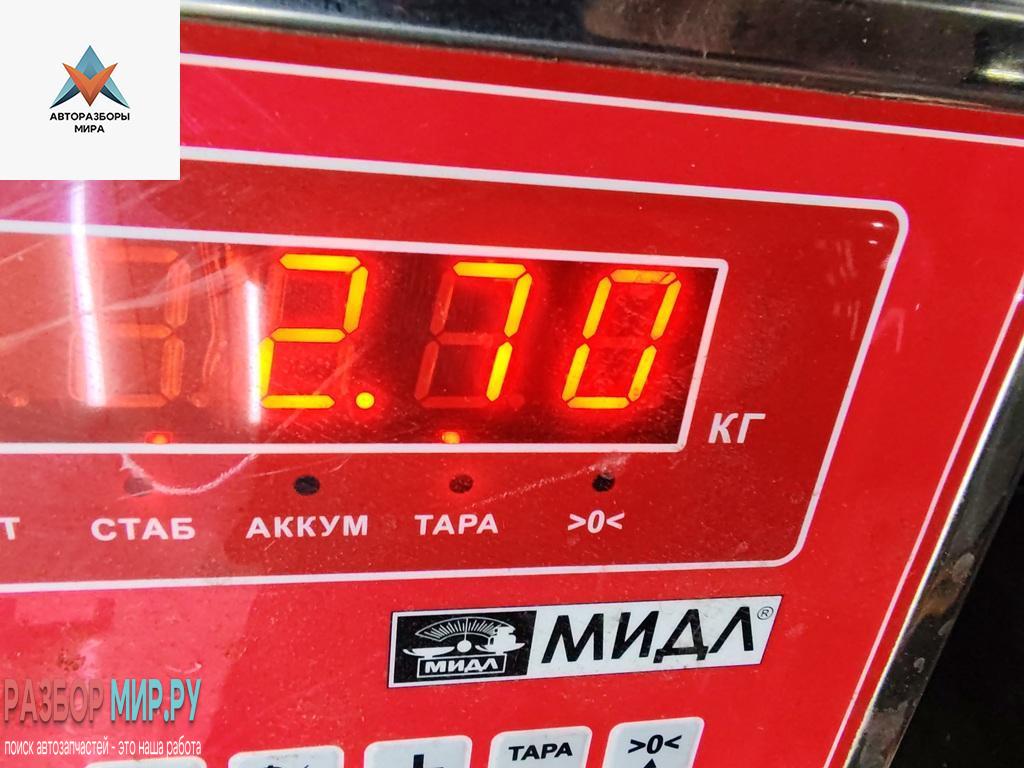 АВТОРАЗБОРЫ
МИРА
2.70
КГ
Т СТАБ АККУМ ТАРА >0<
МИДЛ МИДЛ®
РАЗБОР МИР.РУ
поиск автозапчастей - это наша работа
ТАРА >0<